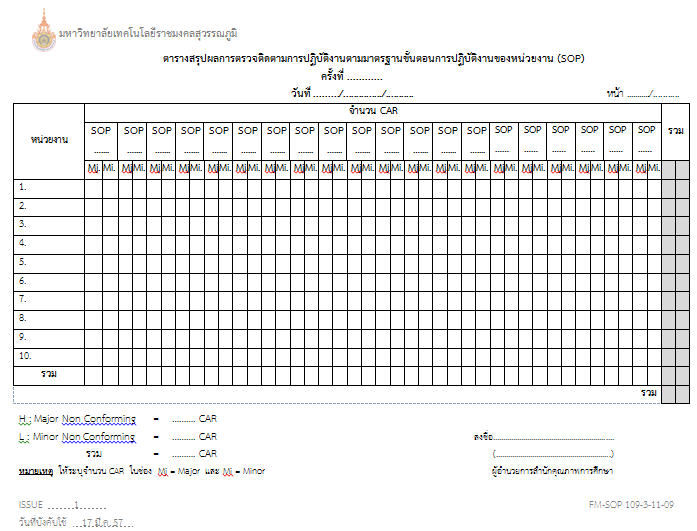 มหาวิทยาลัยเทคโนโลยีราชมงคลสุวรรณภูมิ
ตารางสรุปผลการตรวจติดตามการปฏิบัติงานตามมาตรฐานขั้นตอนการปฏิบัติงานของหน่วยงาน (SOP)
ครั้งที่ ............
วันที่ ......../................/...........
หน้า ........../............
หน่วยงาน
จำนวน CAR
รวม
SOP SOP SOP SOP SOP SOP SOP SOP SOP SOP SOP SOP SOP SOP SOP SOP SOP SOP SOP SOP
...... ...... ...... ...... ...... ...... ...... ...... ...... ...... ...... ...... ...... ...... ...... ...... ...... ...... ...... ......
Mj. Mi. Mj Mi. Mj Mi. Mj Mi. Mj Mi. Mj Mi. Mj Mi. Mj Mi. Mj Mi. Mj Mi. Mj Mi. Mj Mi. Mj Mi. Mj Mi. Mj Mi. Mj Mi. Mj Mi. Mj Mi. Mj Mi. Mj Mi.
1.
2.
3.
4.
5.
6.
7.
8.
9.
10.
รวม
รวม
H : Major Non Conforming = .......... CAR
L : Minor Non Conforming = .......... CAR
ลงชื่อ....................................................
รวม = .......... CAR
(.................................................)
หมายเหตุ ให้ระบุจำนวน CAR ในช่อง Mj = Major และ Mi = Minor
ผู้อำนวยการสำนักคุณภาพการศึกษา
ISSUE ........1........
FM-SOP 109-3-11-09
วันที่บังคับใช้ ...17 มี.ค. 57...